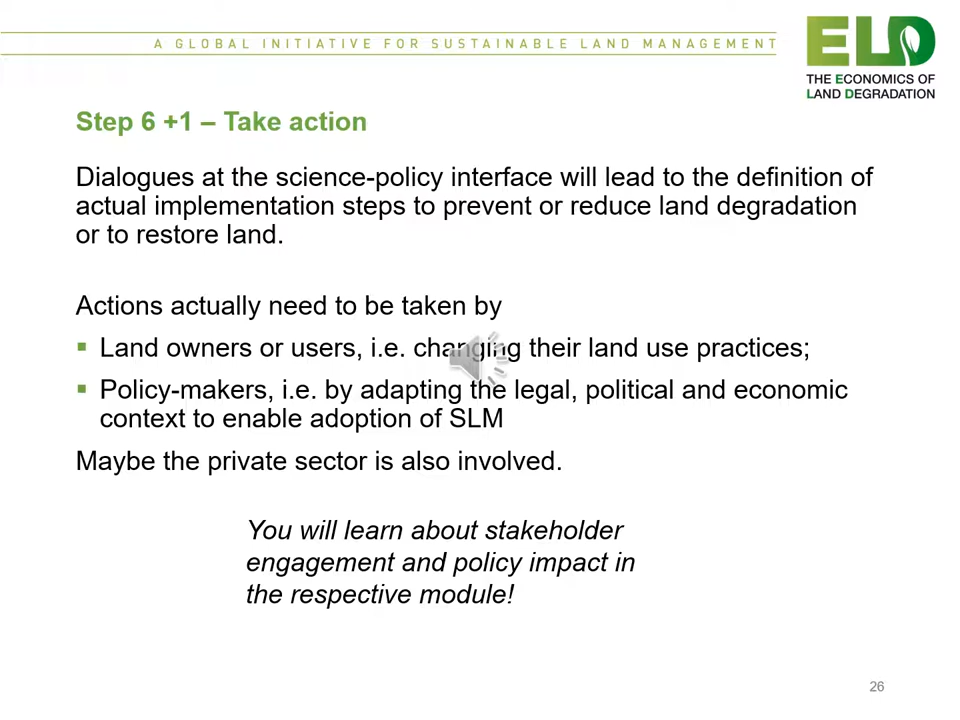 A GLOBAL INITIATIVE FOR SUSTAINABLE LAND MANAGEMENT
ELD
THE ECONOMICS OF
LAND DEGRADATION
Step 6 +1 – Take action
Dialogues at the science-policy interface will lead to the definition of
actual implementation steps to prevent or reduce land degradation
or to restore land.
Actions actually need to be taken by
▪ Land owners or users, i.e. changing their land use practices;
▪ Policy-makers, i.e. by adapting the legal, political and economic
context to enable adoption of SLM
Maybe the private sector is also involved.
You will learn about stakeholder
engagement and policy impact in
the respective module!
26